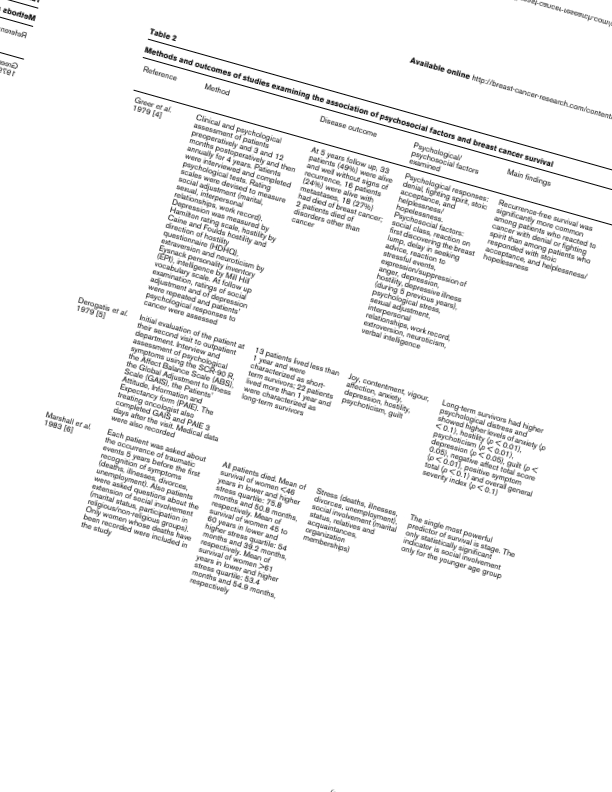 Available online http://breast-cancer-research.com/content
Table 2
Methods and outcomes of studies examining the association of psychosocial factors and breast cancer survival
Reference
Method
Disease outcome
Psychological/
psychosocial factors
examined
Main findings
Greer et al.
1979 [4]
Clinical and psychological
assessment of patients
preoperatively and 3 and 12
months postoperatively and then
annually for 4 years. Patients
were interviewed and completed
psychological tests. Rating
scales were devised to measure
social adjustment (marital,
sexual, interpersonal
relationships, work record).
Depression was measured by
Hamilton rating scale, hostility by
Caine and Foulds hostility and
direction of hostility
questionnaire (HDHQ),
extraversion and neuroticism by
Eysenck personality inventory
(EPI), intelligence by Mill Hill
vocabulary scale. At follow up
examination, ratings of social
adjustment and of depression
were repeated and patients'
psychological responses to
cancer were assessed
At 5 years follow up, 33
patients (49%) were alive
and well without signs of
recurrence, 16 patients
(24%) were alive with
metastases, 18 (27%)
had died of breast cancer;
2 patients died of
disorders other than
cancer
Psychological responses:
denial, fighting spirit, stoic
acceptance, and
helplessness/
hopelessness.
Psychosocial factors:
social class, reaction on
first discovering the breast
lump, delay in seeking
advice, reaction to
stressful events,
expression/suppression of
anger, depression,
hostility, depressive illness
(during 5 previous years),
psychological stress,
sexual adjustment,
interpersonal
relationships, work record,
extroversion, neuroticism,
verbal intelligence
Recurrence-free survival was
significantly more common
among patients who reacted to
cancer with denial or fighting
spirit than among patients who
responded with stoic
acceptance, and helplessness/
hopelessness
Derogatis et al.
1979 [5]
Initial evaluation of the patient at
their second visit to outpatient
department. Interview and
assessment of psychological
symptoms using the SCR-90 R,
the Affect Balance Scale (ABS),
the Global Adjustment to Illness
Scale (GAIS), the Patients'
Attitude, Information and
Expectancy form (PAIE). The
treating oncologist also
completed GAIS and PAIE 3
days after the visit. Medical data
were also recorded
13 patients lived less than
1 year and were
characterized as short-
term survivors; 22 patients
lived more than 1 year and
were characterized as
long-term survivors
Joy, contentment, vigour,
affection, anxiety,
depression, hostility,
psychoticism, guilt
Long-term survivors had higher
psychological distress and
showed higher levels of anxiety (p
< 0.1), hostility (p < 0.01),
psychoticism (p < 0.01),
depression (p < 0.05), guilt (p <
0.05), negative affect total score
(p < 0.01), positive symptom
total (p < 0.1) and overall general
severity index (p < 0.1)
Marshall et al.
1983 [6]
Each patient was asked about
the occurrence of traumatic
events 5 years before the first
recognition of symptoms
(deaths, illnesses, divorces,
unemployment). Also patients
were asked questions about the
extension of social involvement
(marital status, participation in
religious/non-religious groups).
Only women whose deaths have
been recorded were included in
the study
All patients died. Mean of
survival of women <46
years in lower and higher
stress quartile: 75.8
months and 50.8 months,
respectively. Mean of
survival of women 45 to
60 years in lower and
higher stress quartile: 54
months and 39.2 months,
respectively. Mean of
survival of women >61
years in lower and higher
stress quartile: 53.4
months and 54.9 months,
respectively
Stress (deaths, illnesses,
divorces, unemployment),
social involvement (marital
status, relatives and
acquaintances,
organization
memberships)
The single most powerful
predictor of survival is stage. The
only statistically significant
indicator is social involvement
only for the younger age group